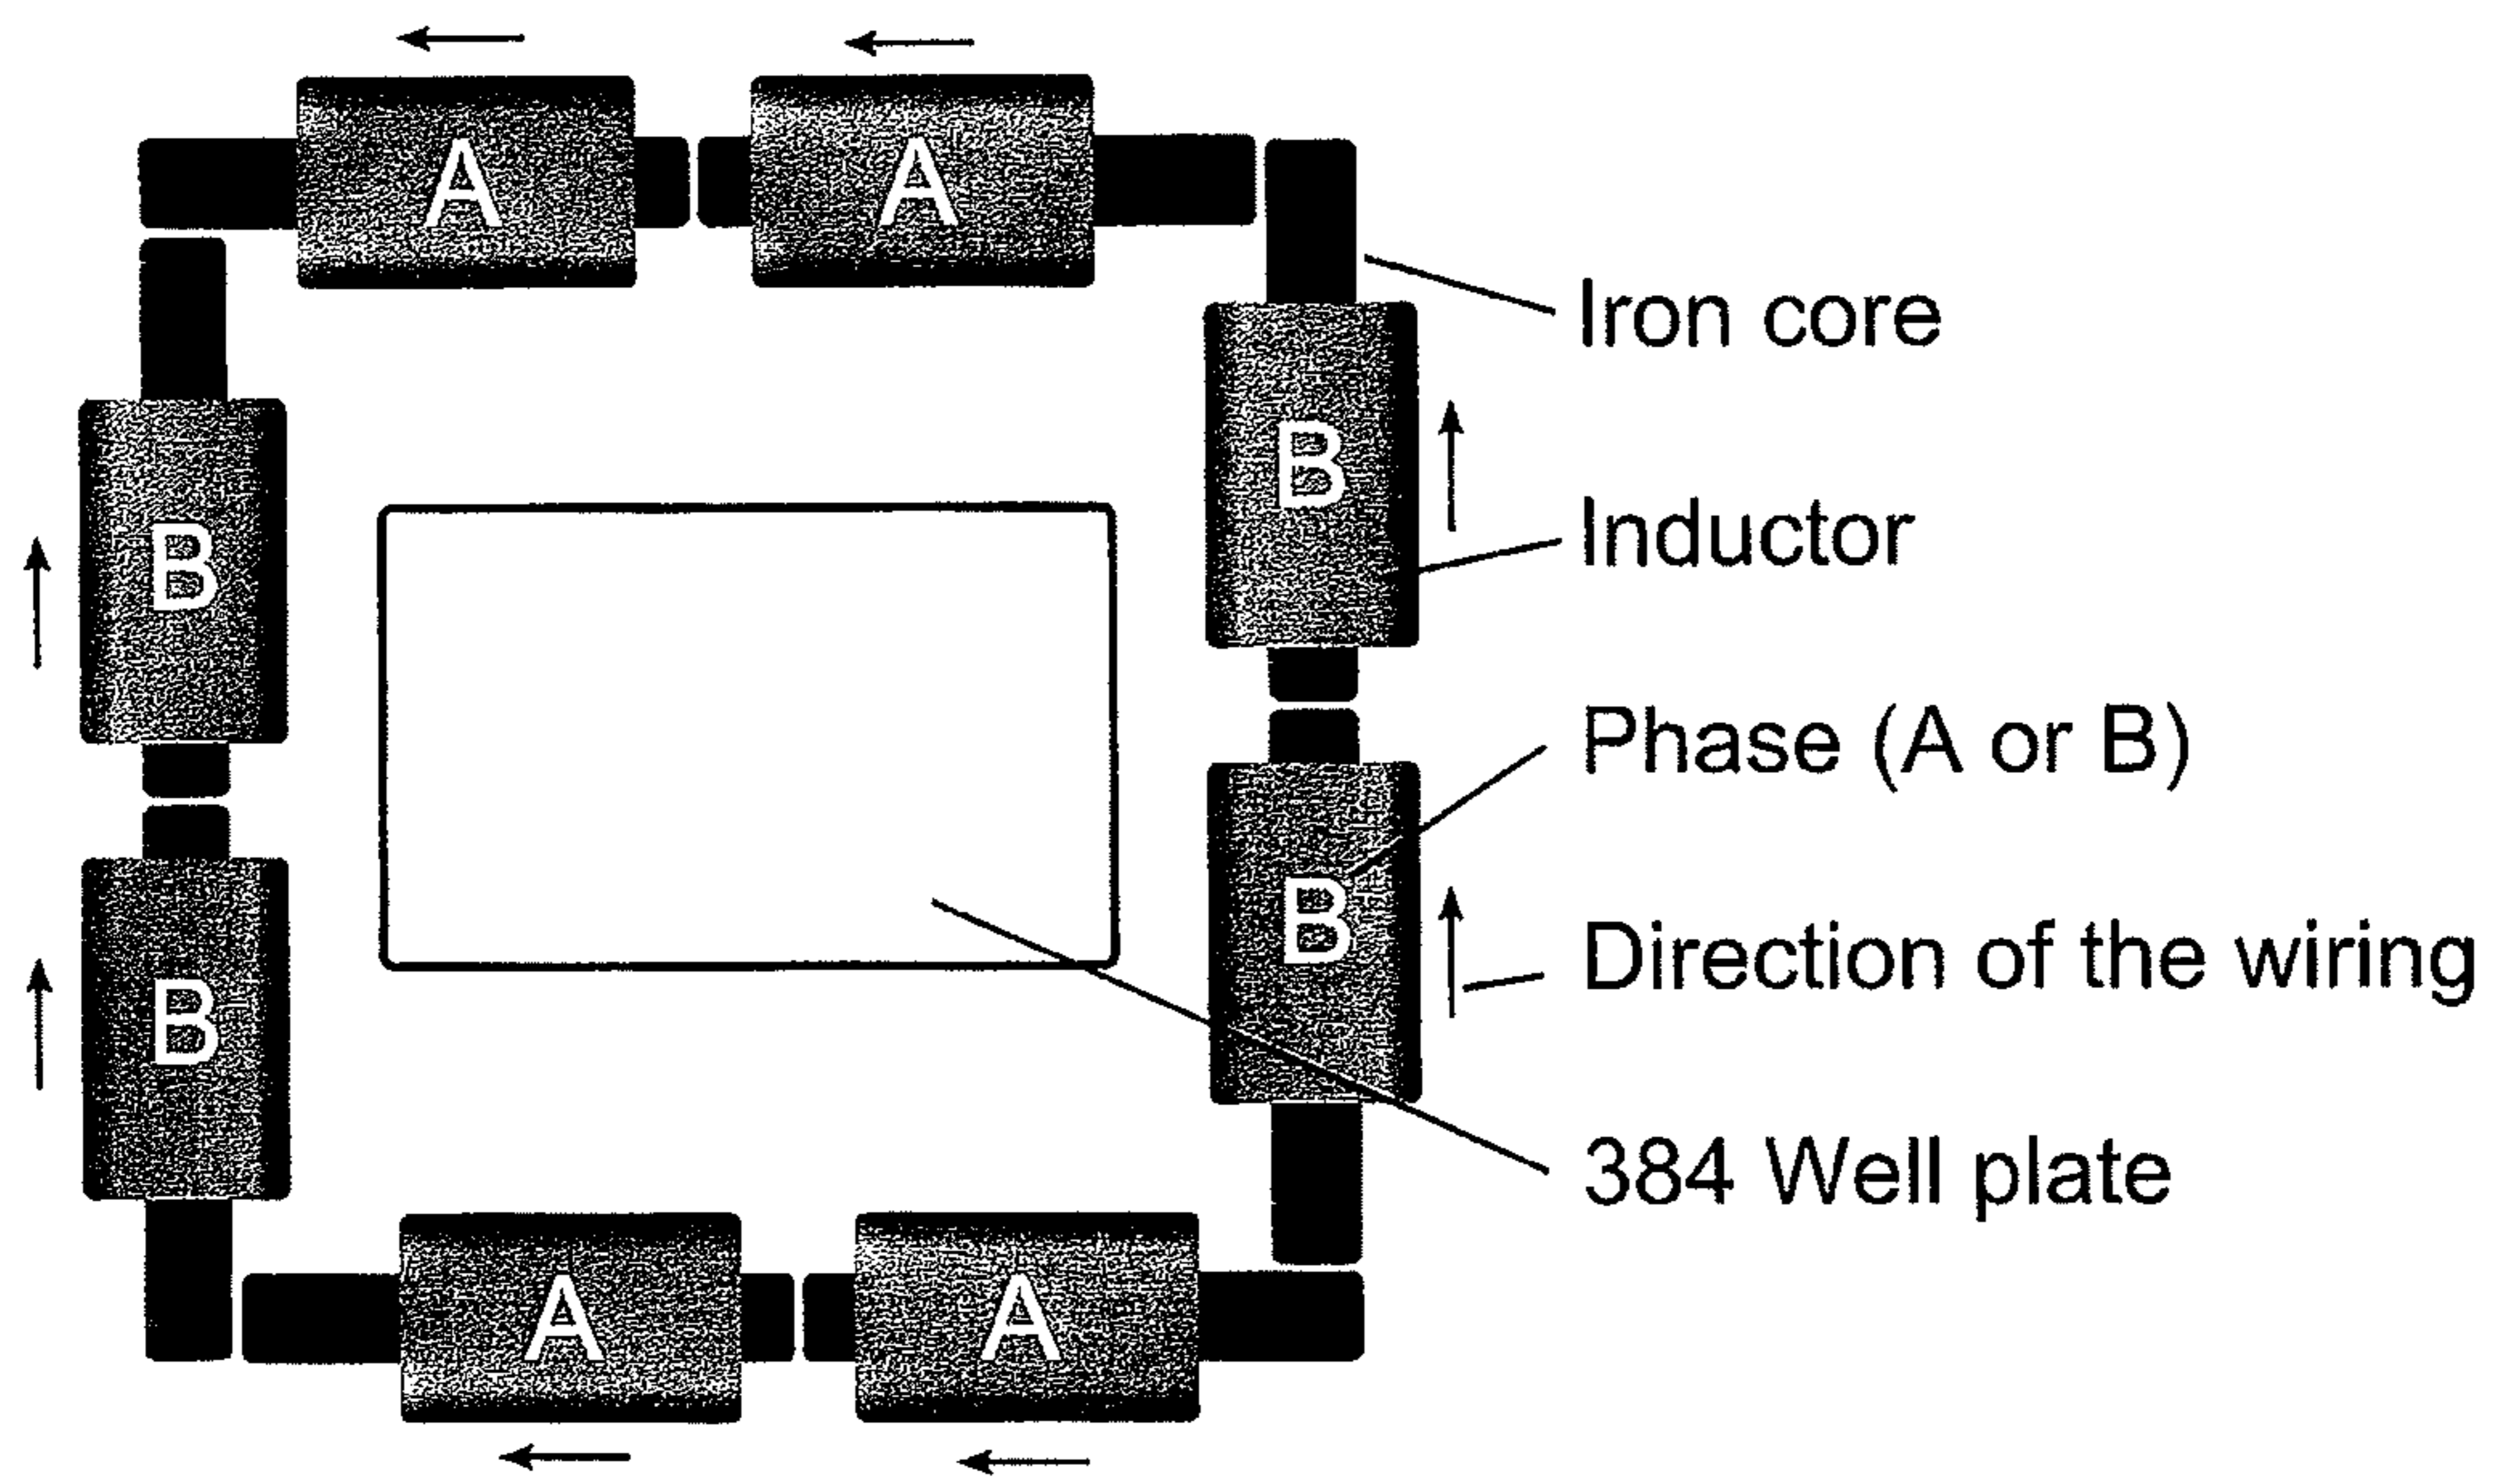 A A
B
B
B
B
A A
Iron core
Inductor
Phase (A or B)
Direction of the wiring
384 Well plate